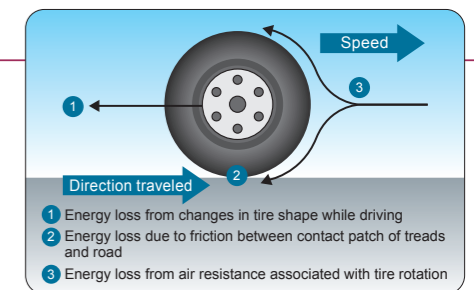 Speed
3
1
Direction traveled
2
1 Energy loss from changes in tire shape while driving
2 Energy loss due to friction between contact patch of treads
and road
3 Energy loss from air resistance associated with tire rotation